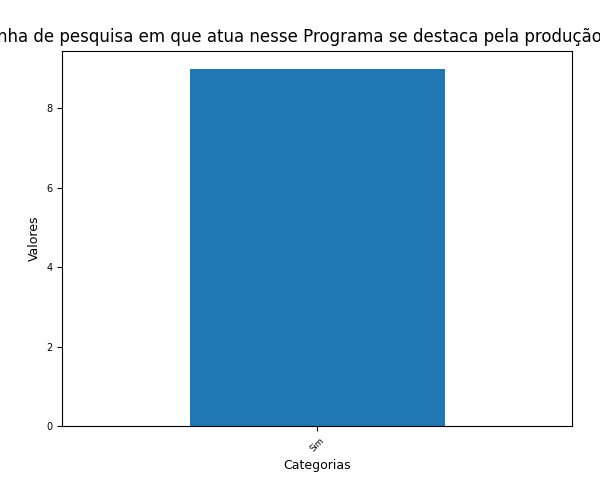 nha de pesquisa em que atua nesse Programa se destaca pela produção
Valores
8
6
4
2
0
Sim
Categorias